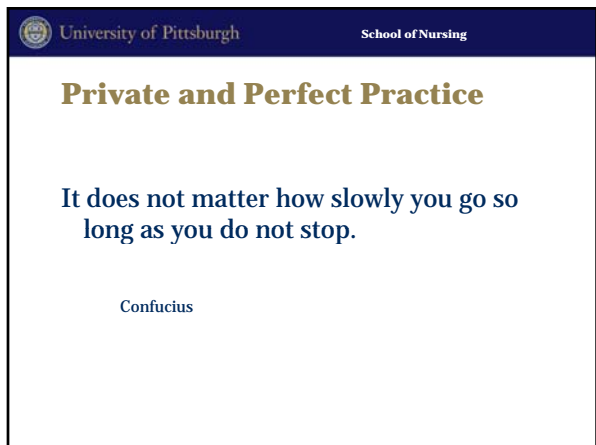 University of Pittsburgh
School of Nursing
Private and Perfect Practice
It does not matter how slowly you go so
long as you do not stop.
Confucius